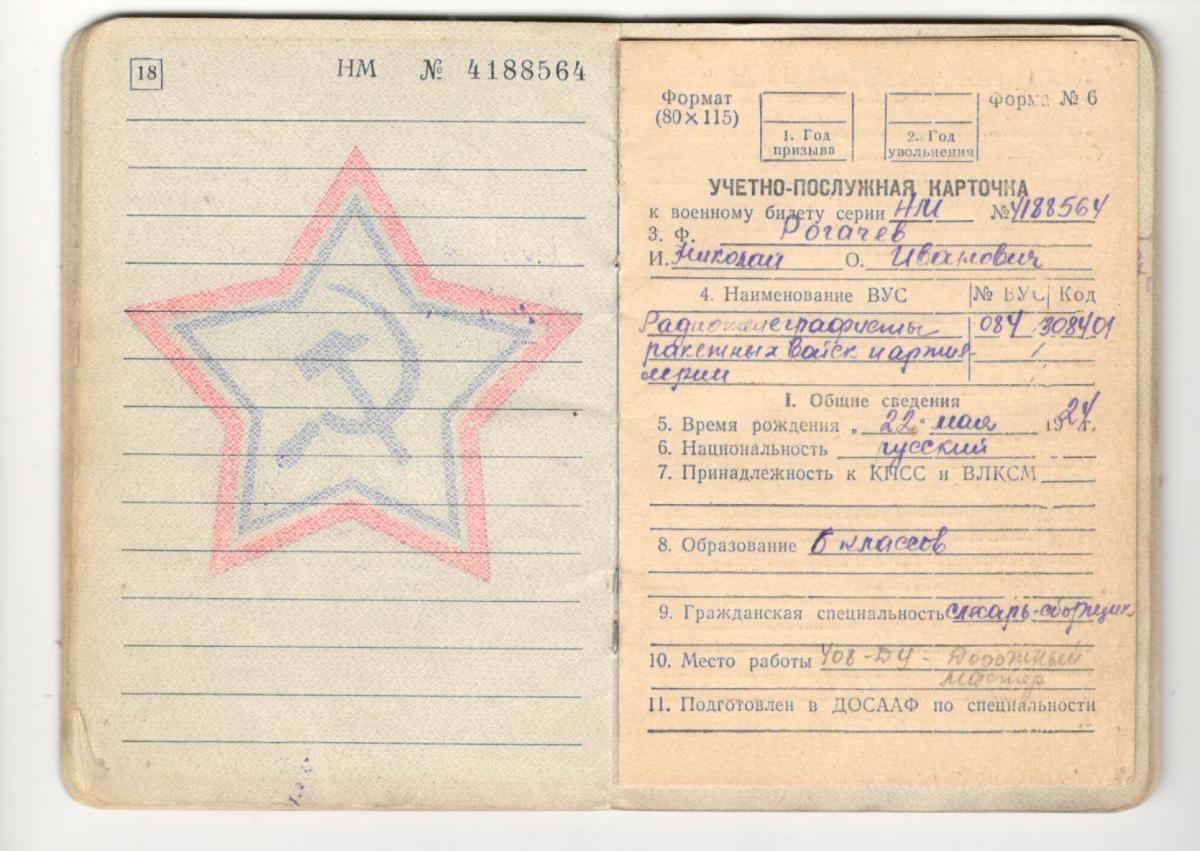 18 НМ № 4188564
Формат
(80×115)
1. Год
призыва
2. Год
увольнения
Форма № 6
УЧЕТНО-ПОСЛУЖНАЯ КАРТОЧКА
к военному билету серии НМ № 4188564
3. Ф. Рогачев
И. Николай О. Иванович
4. Наименование ВУС № ВУС Код
Радиотелеграфисты 084 308401
ракетных войск и артил-
лерии
I. Общие сведения
5. Время рождения „22“ мая 1924 г.
6. Национальность русский
7. Принадлежность к КПСС и ВЛКСМ
8. Образование 6 классов
9. Гражданская специальность слесарь-сборщик
10. Место работы Дорожный
мастер
11. Подготовлен в ДОСААФ по специальности